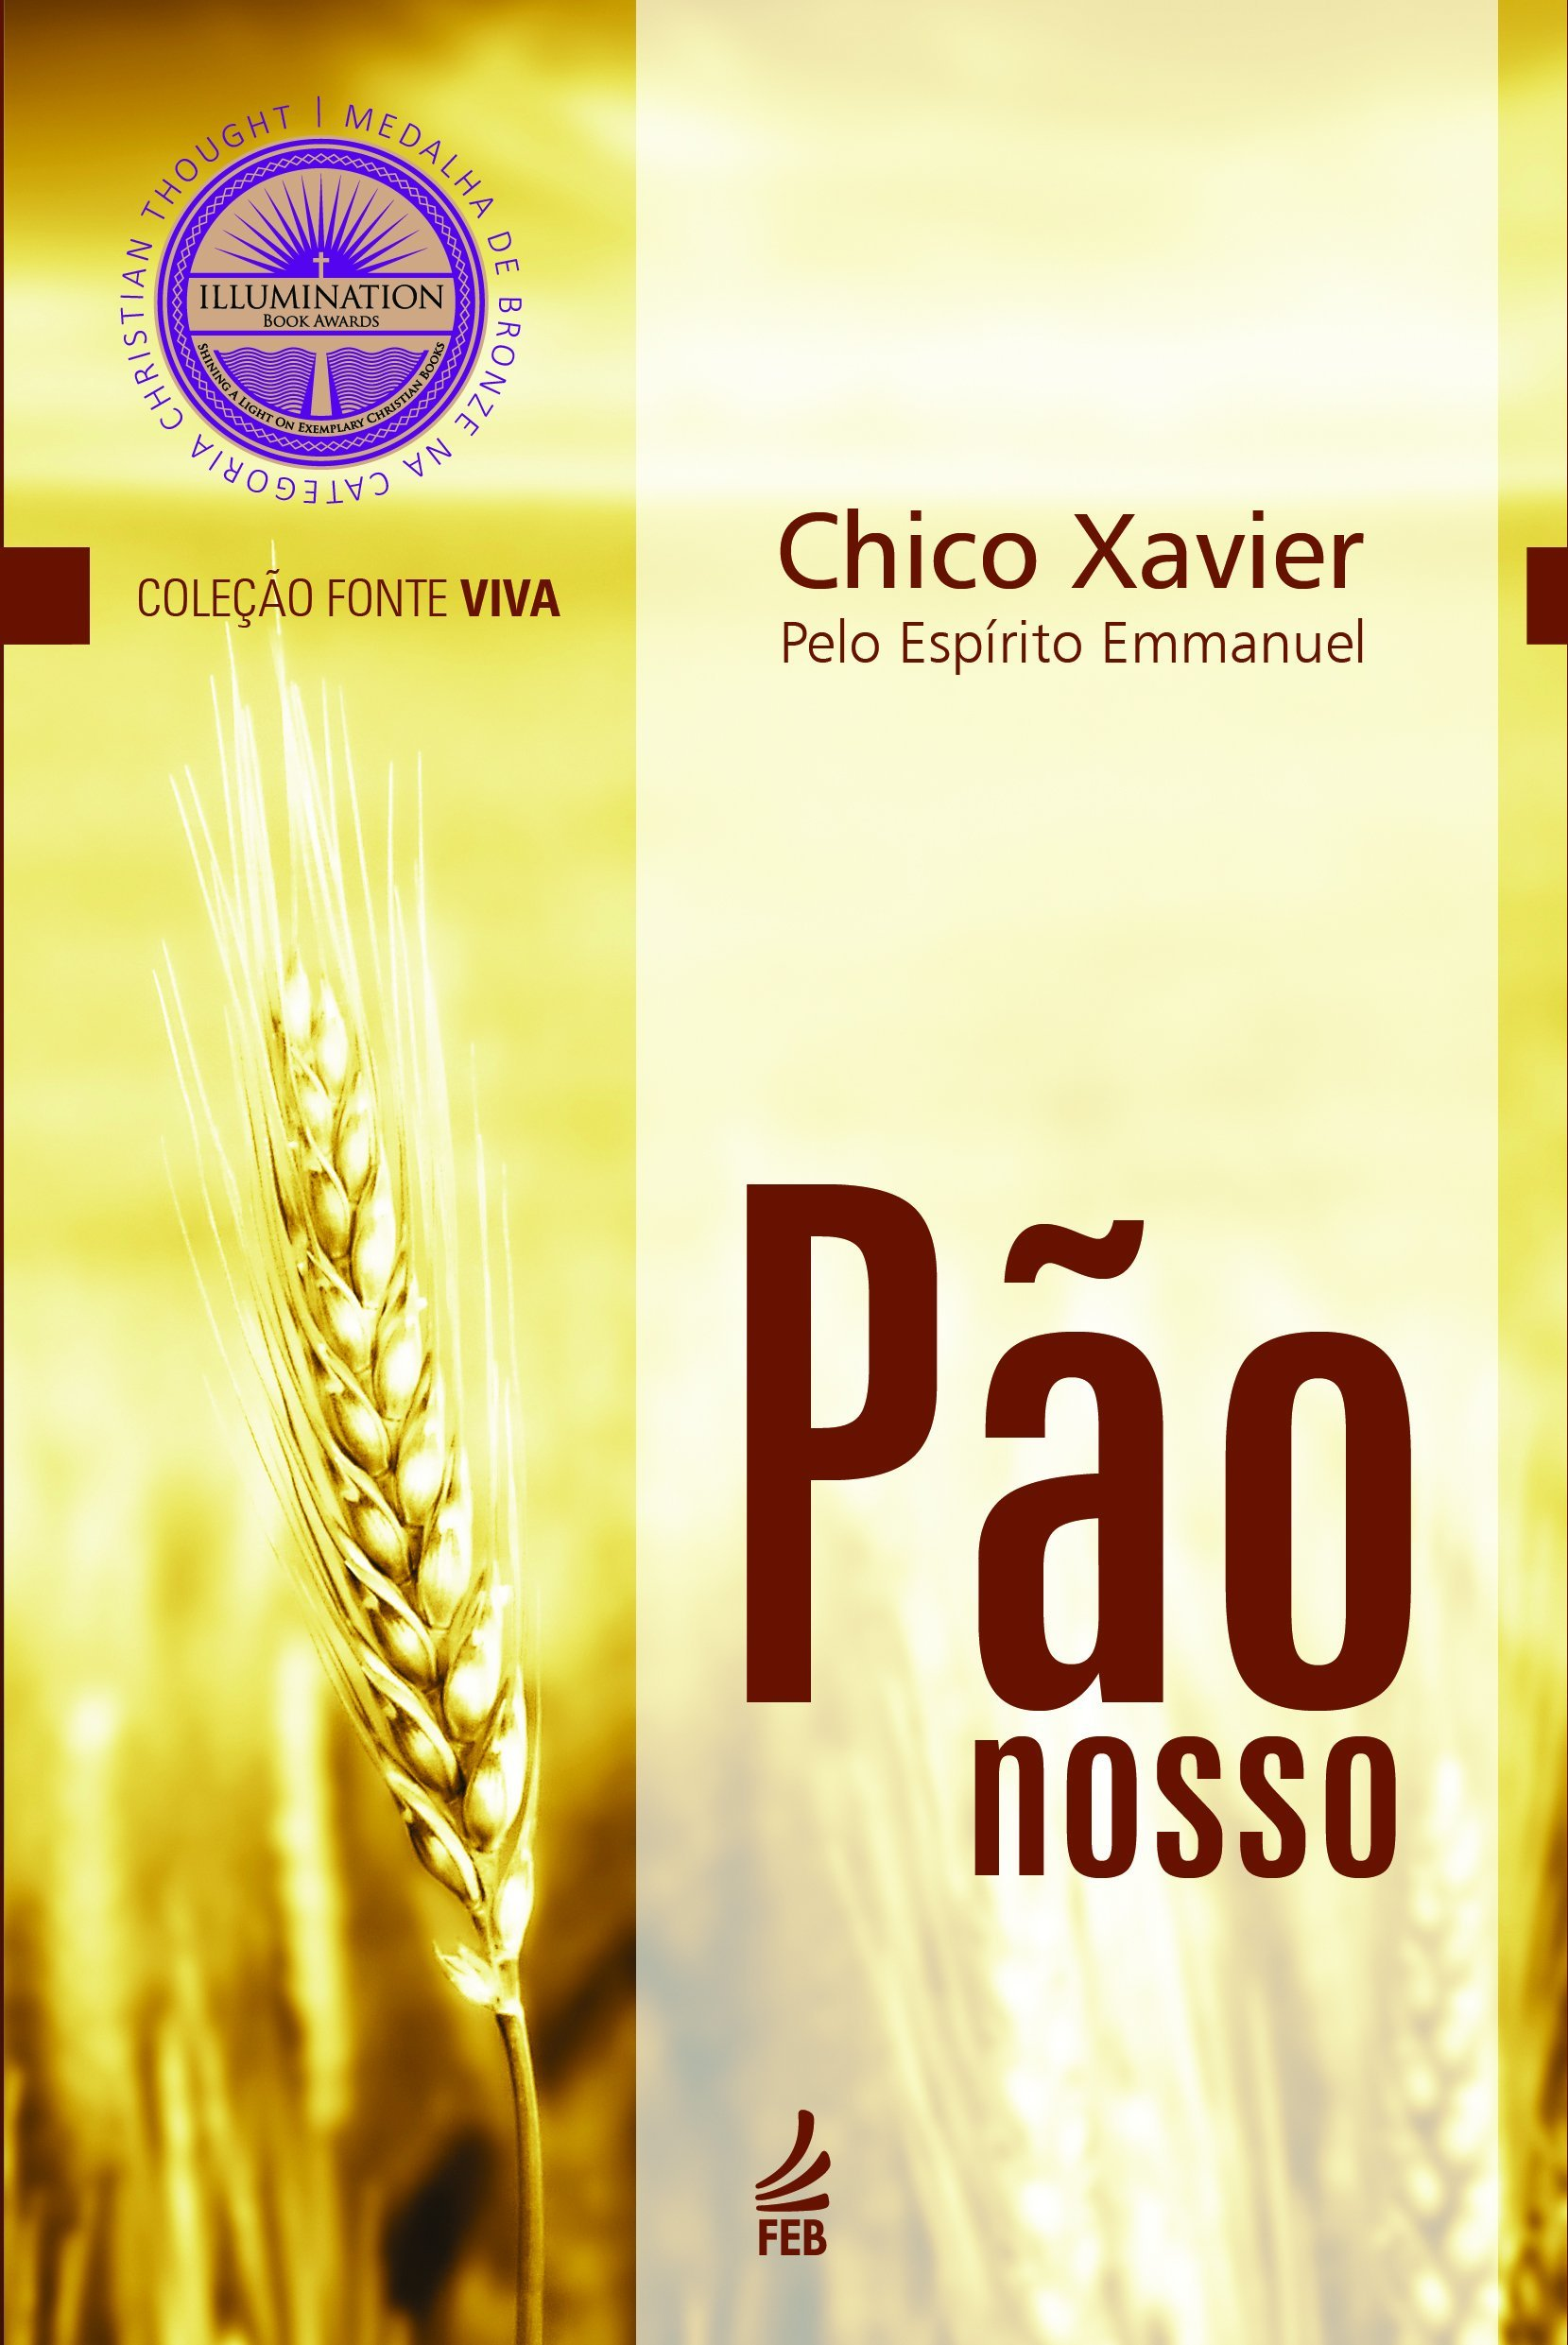 MEDALHA DE BRONZE NA CATEGORIA CHRISTIAN THOUGHT |
ILLUMINATION
BOOK AWARDS
SHINING A LIGHT ON EXEMPLARY CHRISTIAN BOOKS
COLEÇÃO FONTE VIVA
Chico Xavier
Pelo Espírito Emmanuel
Pão
nosso
FEB